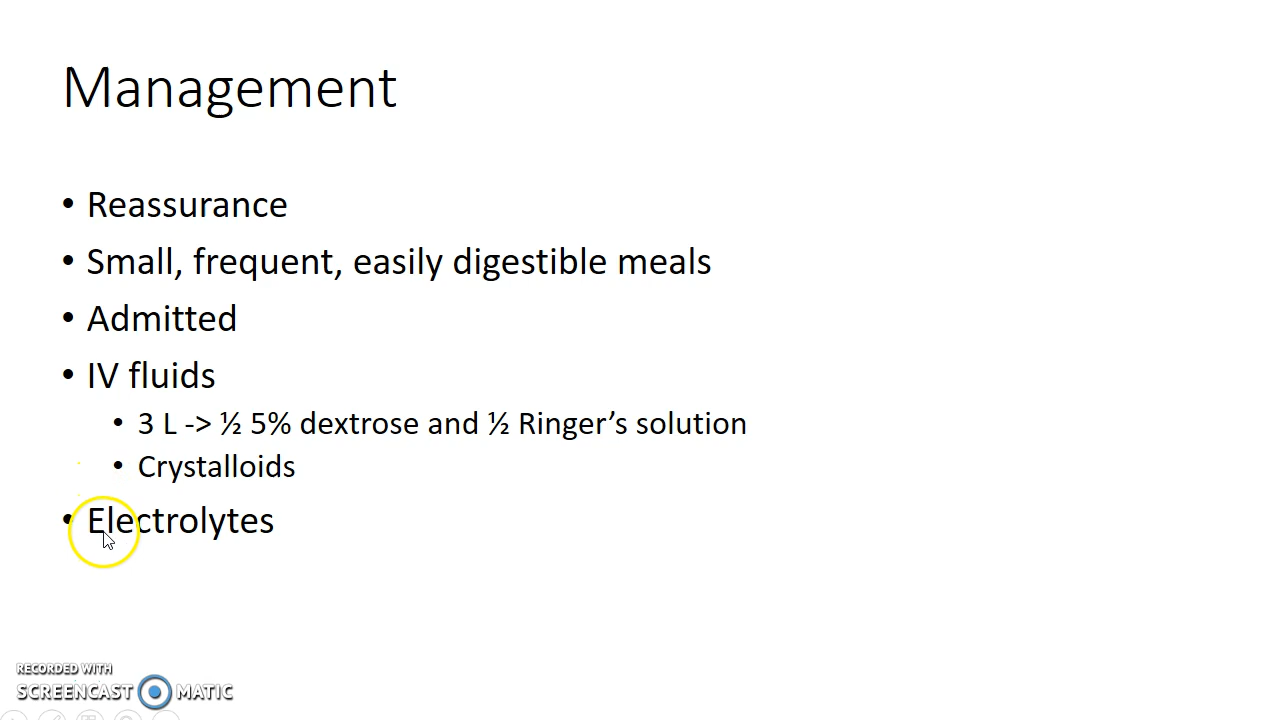 Management
• Reassurance
• Small, frequent, easily digestible meals
• Admitted
• IV fluids
• 3 L -> ½ 5% dextrose and ½ Ringer’s solution
• Crystalloids
• Electrolytes
RECORDED WITH
SCREENCAST MATIC